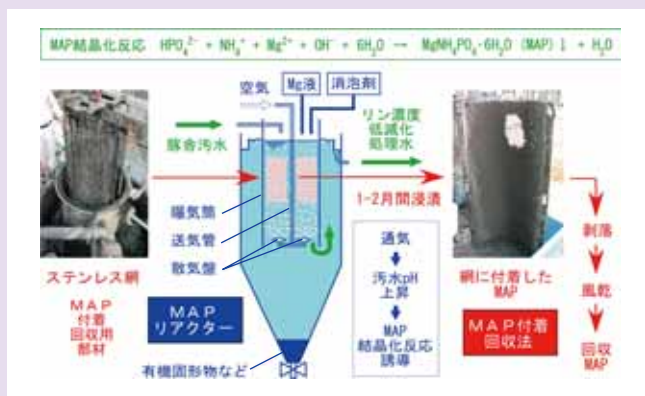 MAP結晶化反応 HPO₄²⁻ + NH₄⁺ + Mg²⁺ + OH⁻ + 6H₂O → MgNH₄PO₄・6H₂O (MAP)↓ + H₂O
空気
Mg液
消泡剤
豚舎汚水
リン濃度
低減化
処理水
1-2月間浸漬
曝気筒
送気管
散気盤
ステンレス網
MAP
付着
回収用
部材
MAP
リアクター
有機固形物など
通気
汚水pH
上昇
MAP
結晶化反応
誘導
網に付着した
MAP
MAP付着
回収法
剥落
風乾
回収
MAP